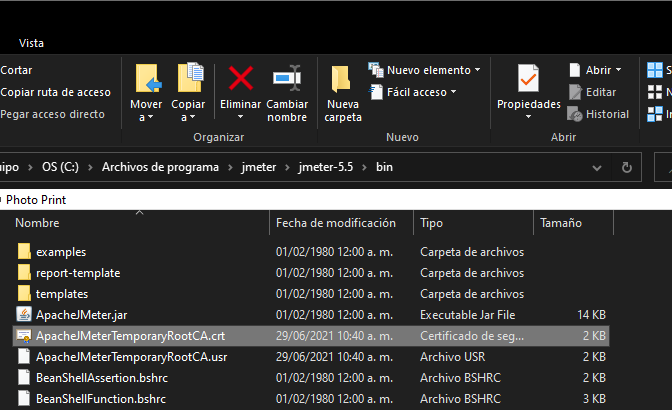 Vista
Cortar
Copiar ruta de acceso
Pegar acceso directo
Mover a
Copiar a
Eliminar
Cambiar nombre
Organizar
Nueva carpeta
Nuevo elemento
Fácil acceso
Nuevo
Propiedades
Abrir
Editar
Historial
Abrir
S
N
In
uipo > OS (C:) > Archivos de programa > jmeter > jmeter-5.5 > bin
Photo Print
Nombre Fecha de modificación Tipo Tamaño
examples 01/02/1980 12:00 a. m. Carpeta de archivos
report-template 01/02/1980 12:00 a. m. Carpeta de archivos
templates 01/02/1980 12:00 a. m. Carpeta de archivos
ApacheJMeter.jar 01/02/1980 12:00 a. m. Executable Jar File 14 KB
ApacheJMeterTemporaryRootCA.crt 29/06/2021 10:40 a. m. Certificado de seg... 2 KB
ApacheJMeterTemporaryRootCA.usr 29/06/2021 10:40 a. m. Archivo USR 2 KB
BeanShellAssertion.bshrc 01/02/1980 12:00 a. m. Archivo BSHRC 2 KB
BeanShellFunction.bshrc 01/02/1980 12:00 a. m. Archivo BSHRC 3 KB